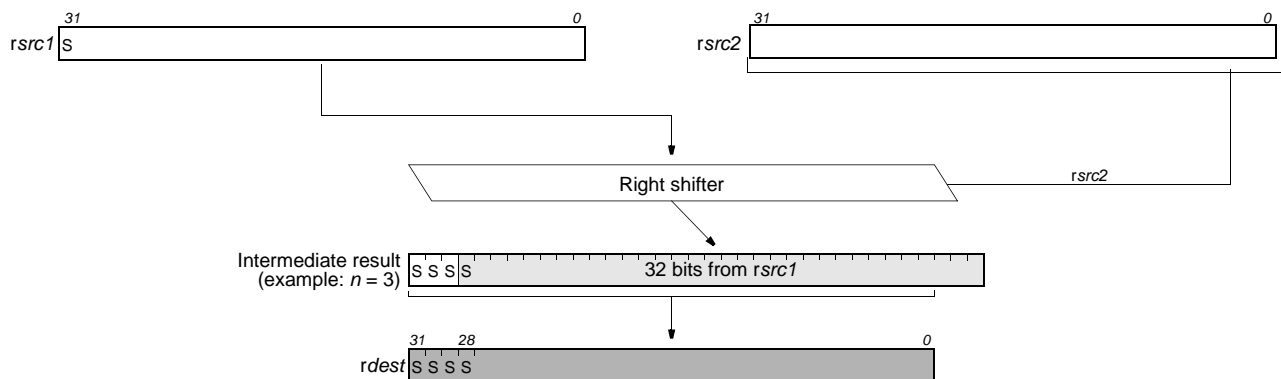 31 0
rsrc1 S
31 0
rsrc2
Right shifter
rsrc2
Intermediate result
(example: n = 3)
S S S S 32 bits from rsrc1
31 28 0
rdest S S S S